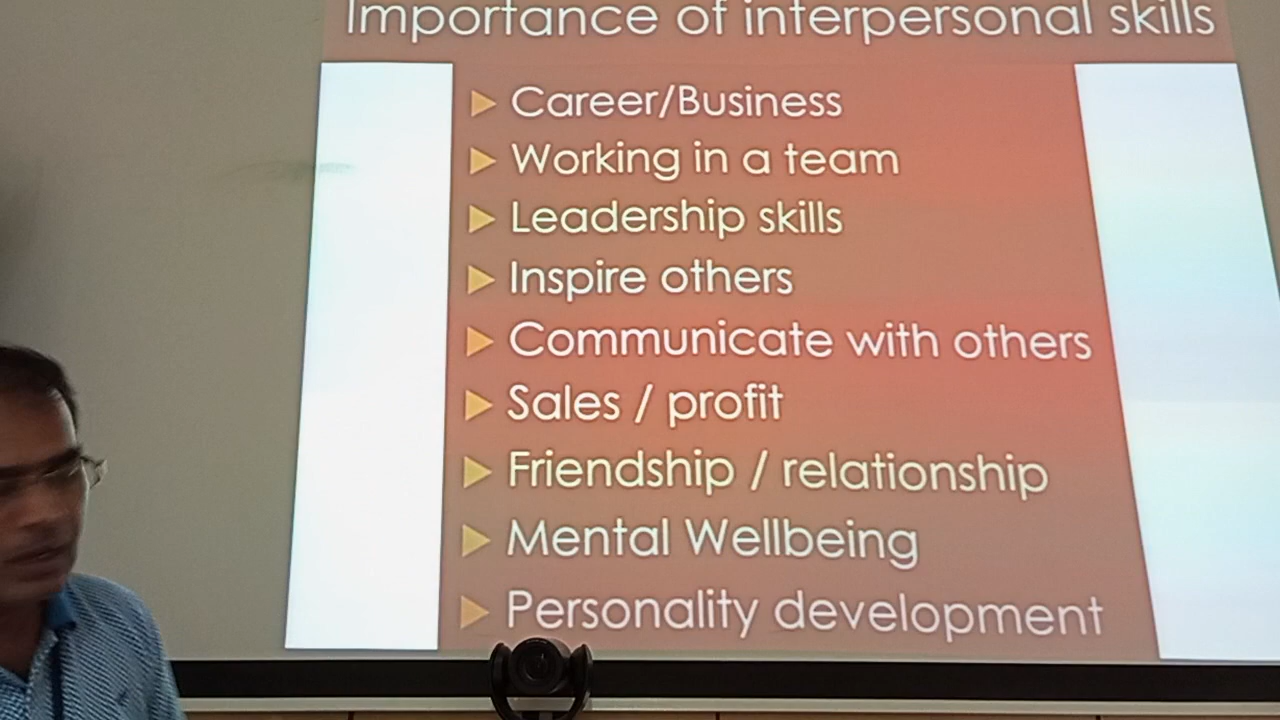 Importance of interpersonal skills
Career/Business
Working in a team
Leadership skills
Inspire others
Communicate with others
Sales / profit
Friendship / relationship
Mental Wellbeing
Personality development